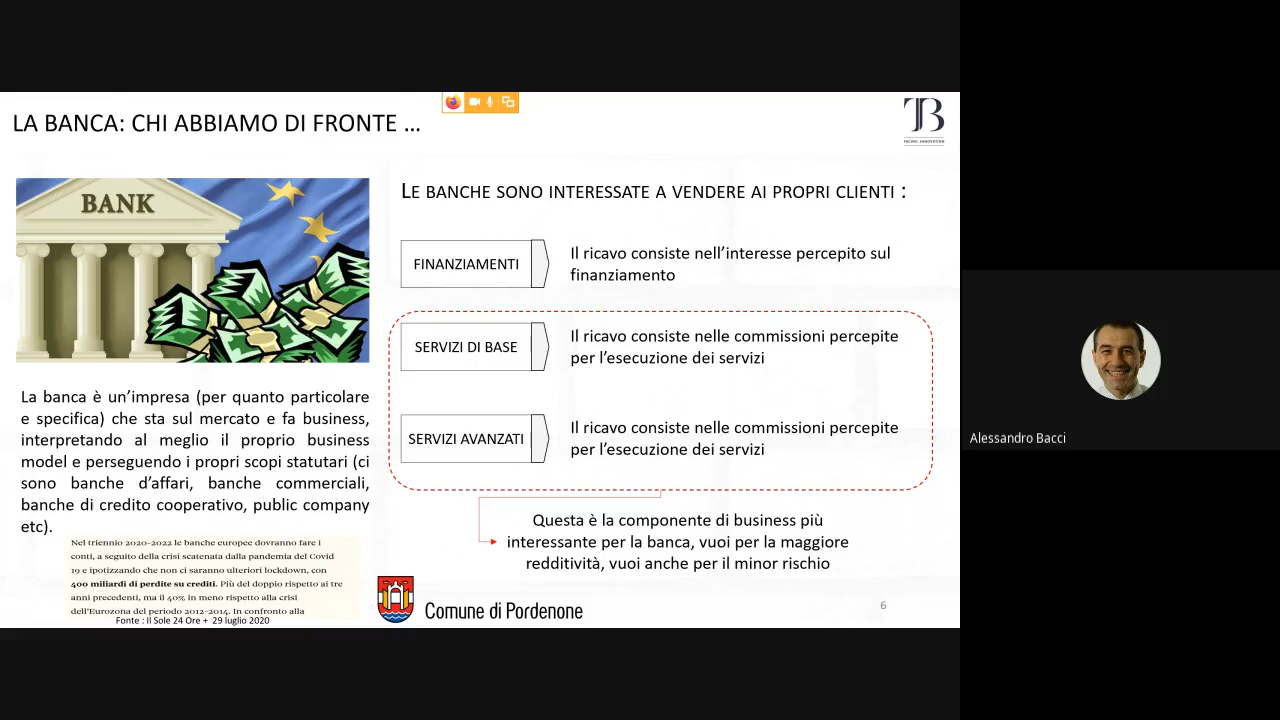 LA BANCA: CHI ABBIAMO DI FRONTE ...
TB
FACING INNOVATION
BANK
LE BANCHE SONO INTERESSATE A VENDERE AI PROPRI CLIENTI :
FINANZIAMENTI
Il ricavo consiste nell’interesse percepito sul
finanziamento
SERVIZI DI BASE
Il ricavo consiste nelle commissioni percepite
per l’esecuzione dei servizi
SERVIZI AVANZATI
Il ricavo consiste nelle commissioni percepite
per l’esecuzione dei servizi
Questa è la componente di business più
interessante per la banca, vuoi per la maggiore
redditività, vuoi anche per il minor rischio
La banca è un’impresa (per quanto particolare
e specifica) che sta sul mercato e fa business,
interpretando al meglio il proprio business
model e perseguendo i propri scopi statutari (ci
sono banche d’affari, banche commerciali,
banche di credito cooperativo, public company
etc).
Nel triennio 2020-2022 le banche europee dovranno fare i
conti, a seguito della crisi scatenata dalla pandemia del Covid
19 e ipotizzando che non ci saranno ulteriori lockdown, con
400 miliardi di perdite su crediti. Più del doppio rispetto ai tre
anni precedenti, ma il 40% in meno rispetto alla crisi
dell’Eurozona del periodo 2012-2014. In confronto alla
Fonte : Il Sole 24 Ore + 29 luglio 2020
Comune di Pordenone
6
Alessandro Bacci